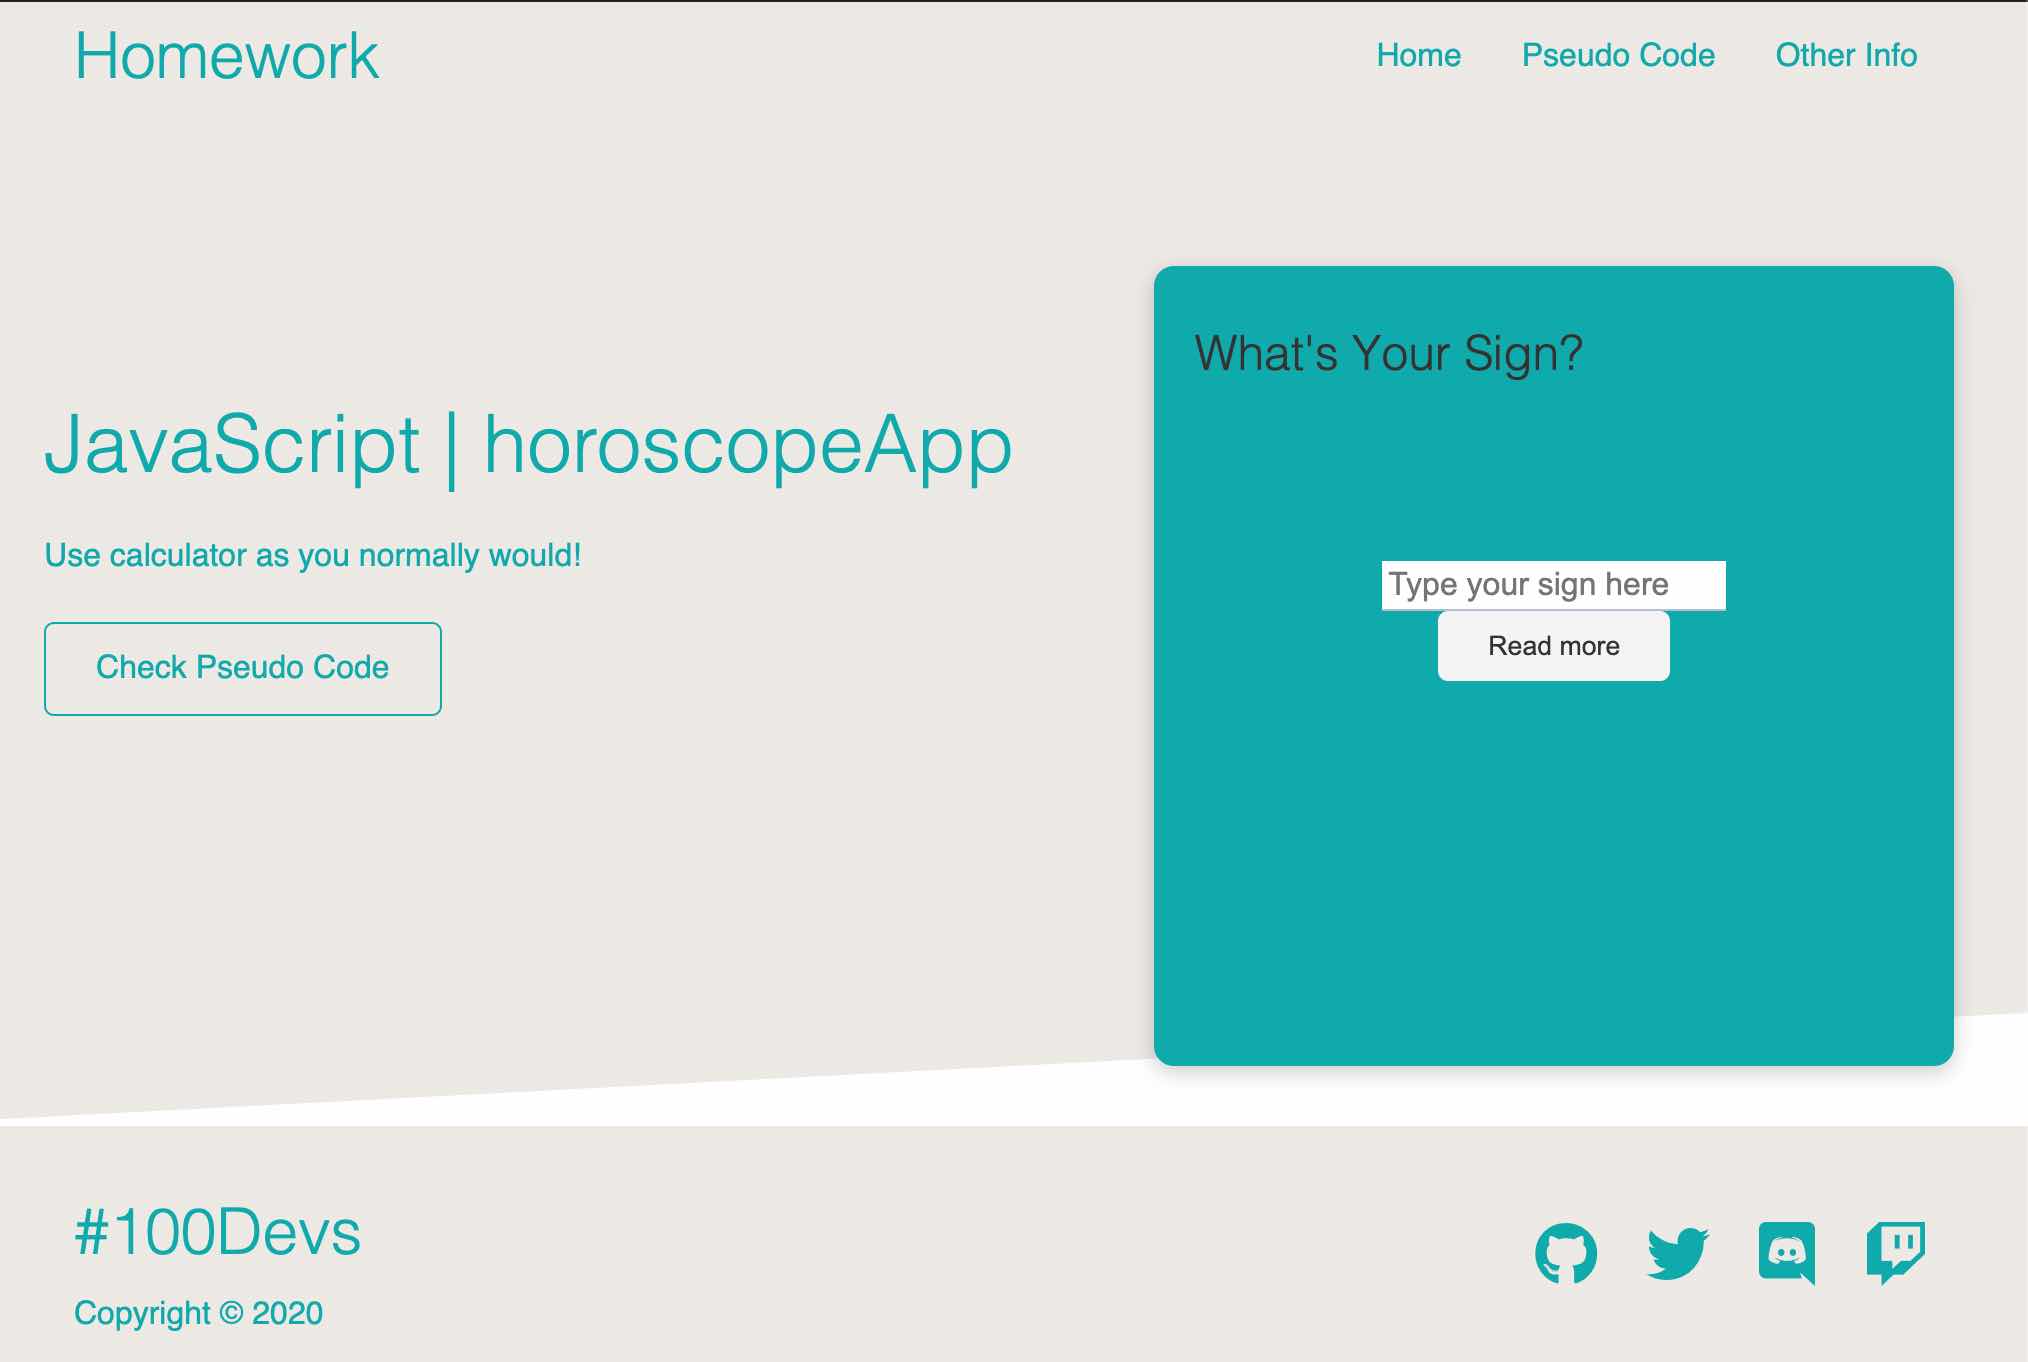 Homework
Home Pseudo Code Other Info
JavaScript | horoscopeApp
Use calculator as you normally would!
Check Pseudo Code
What's Your Sign?
Type your sign here
Read more
#100Devs
Copyright © 2020